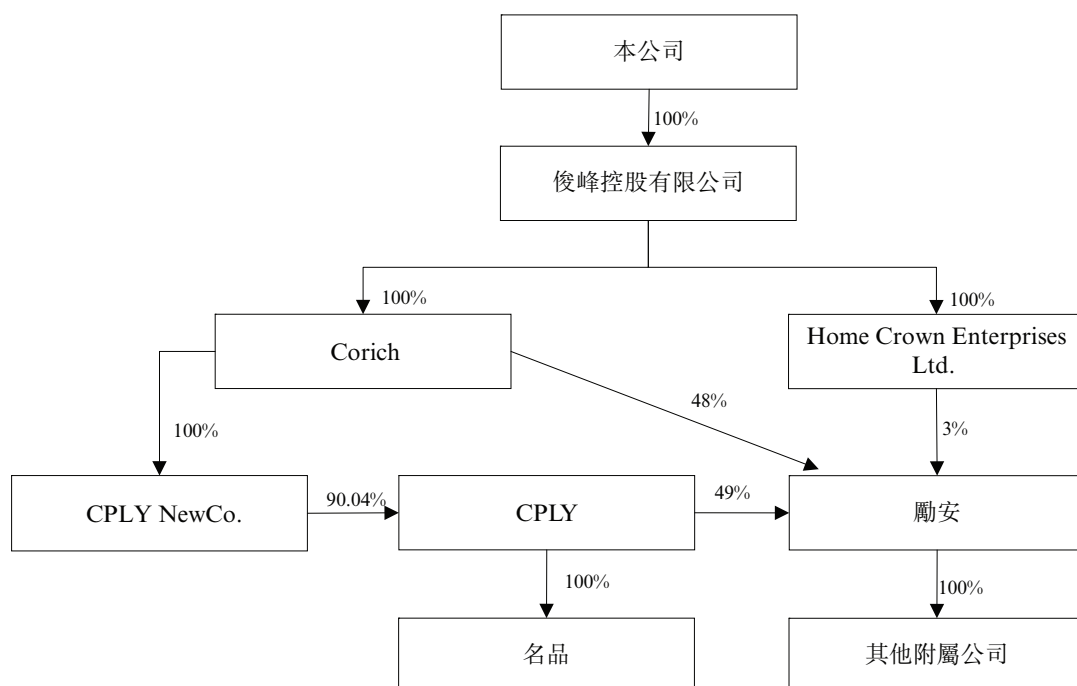 本公司
100%
俊峰控股有限公司
100%
100%
Corich
Home Crown Enterprises
Ltd.
48%
3%
100%
CPLY NewCo.
90.04%
CPLY
49%
勵安
100%
100%
名品
其他附屬公司